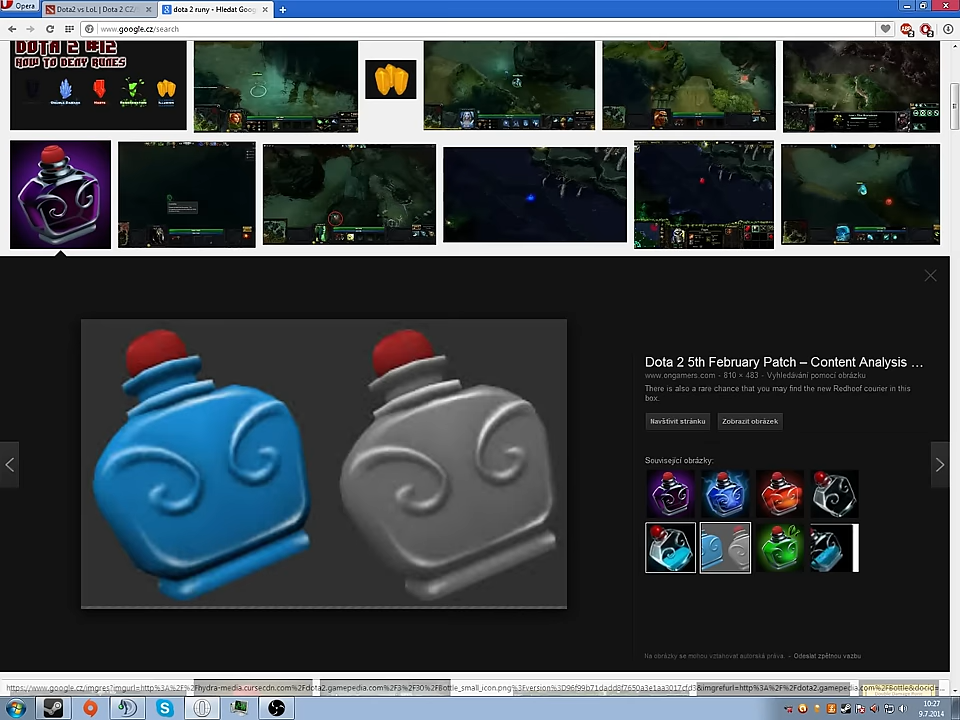 Opera
Dota2 vs LoL | Dota 2 CZ/
dota 2 runy - Hledat Goog
www.google.cz/search
DOTA 2 #12
HOW TO DENY RUNES
Dota 2 5th February Patch – Content Analysis …
www.ongamers.com - 810 × 483 - Vyhledávání pomocí obrázku
There is also a rare chance that you may find the new Redhoof courier in this
box.
Navštívit stránku
Zobrazit obrázek
Související obrázky:
Na obrázky se mohou vztahovat autorská práva. - Odeslat zpětnou vazbu
10:27
9.7.2014